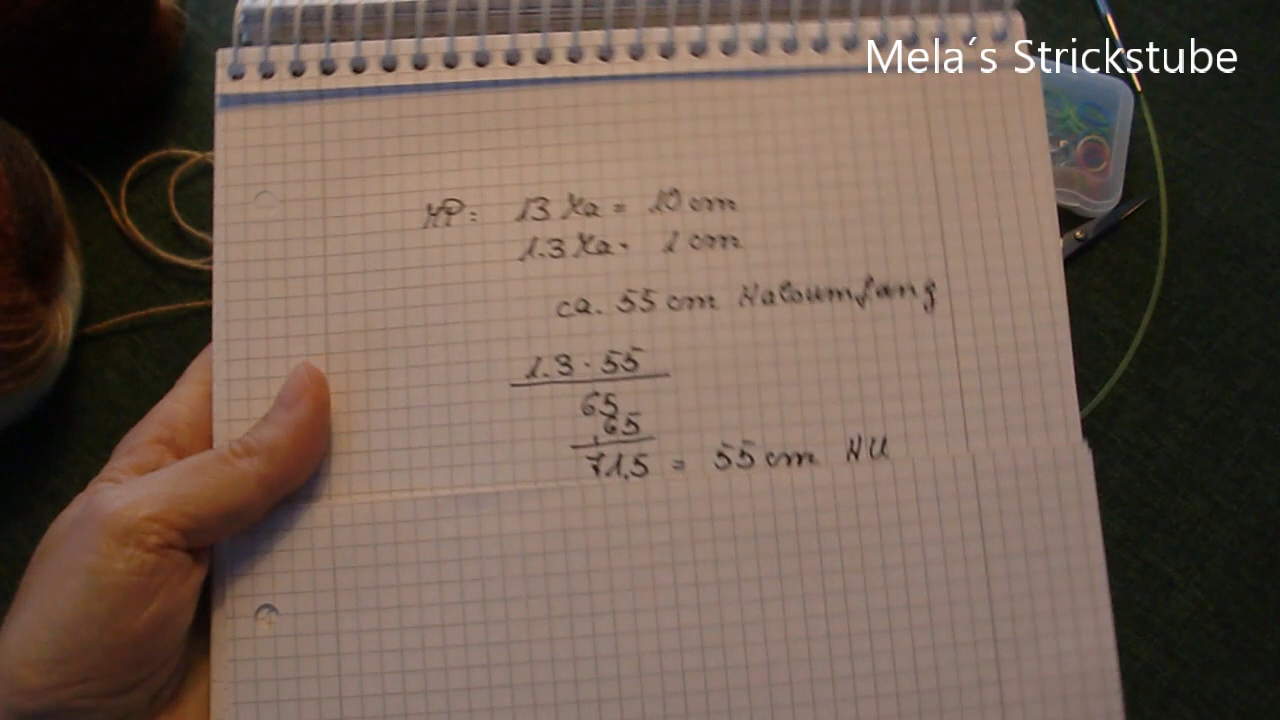 Mela´s Strickstube
MP: 13 Ma = 10 cm
1.3 Ma = 1 cm
ca. 55 cm Halsumfang
1.3 · 55
65
65
71,5 = 55 cm HU